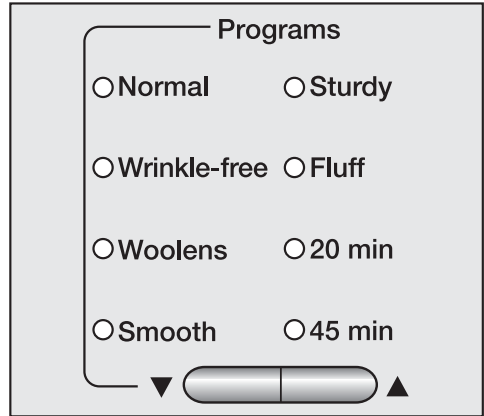 Programs
Normal
Sturdy
Wrinkle-free
Fluff
Woolens
20 min
Smooth
45 min